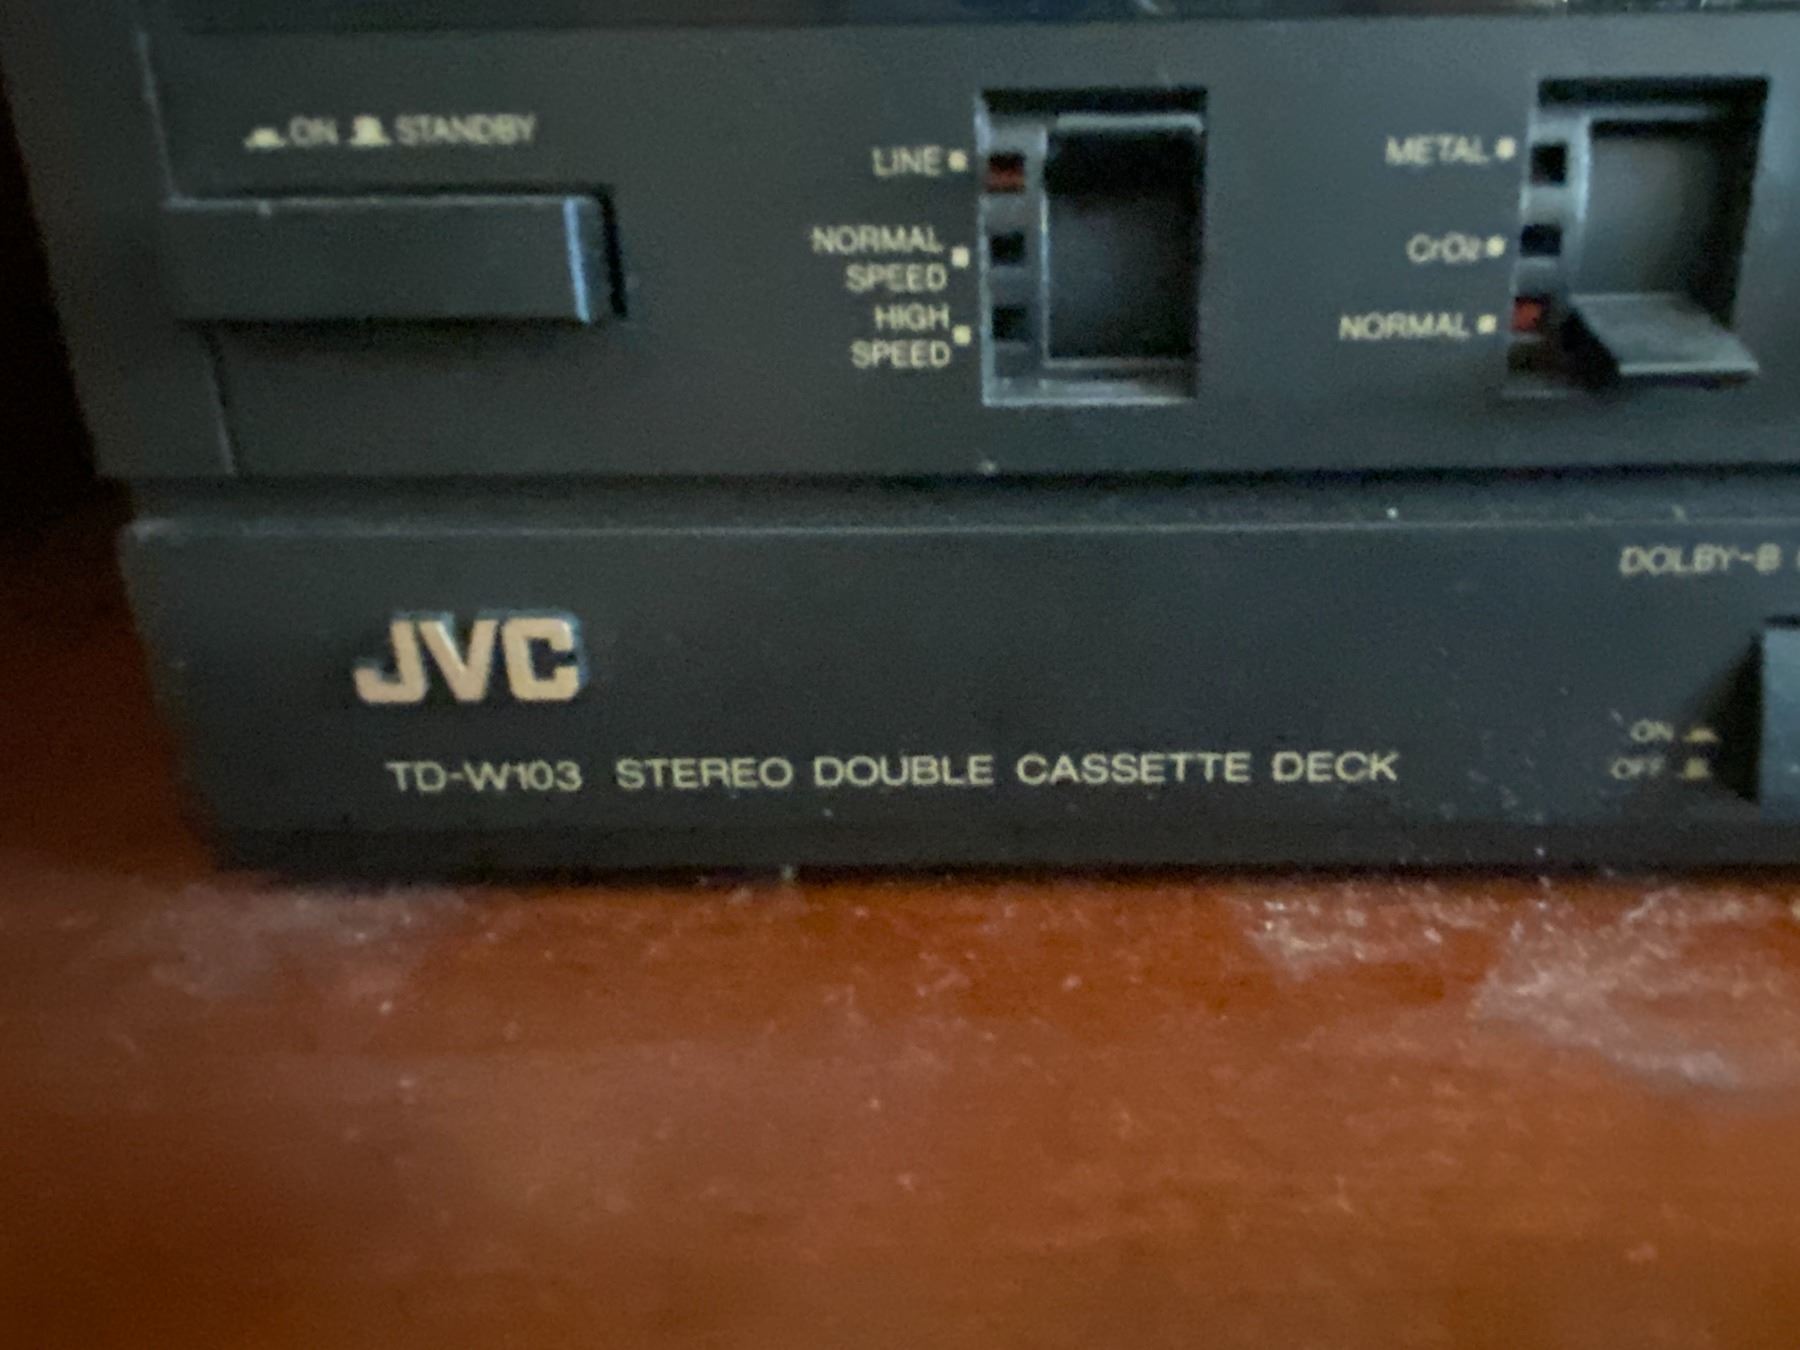 ON STANDBY
LINE
NORMAL
SPEED
HIGH
SPEED
METAL
CrO2
NORMAL
DOLBY-B
JVC
ON
OFF
TD-W103 STEREO DOUBLE CASSETTE DECK